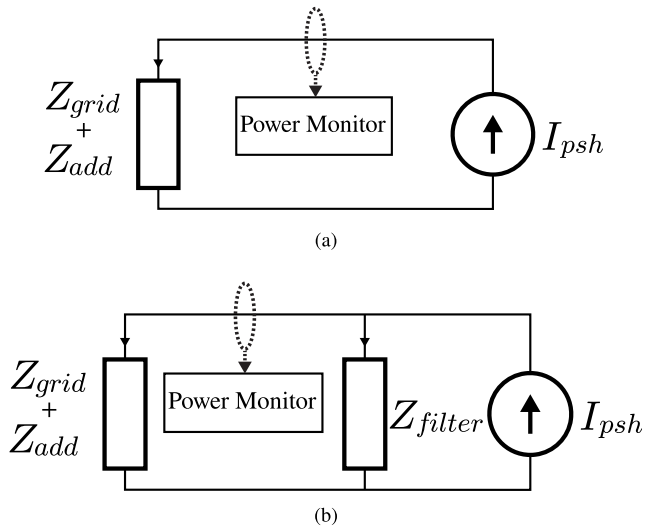 Z_grid
+
Z_add
Power Monitor
I_psh
(a)
Z_grid
+
Z_add
Power Monitor
Z_filter
I_psh
(b)